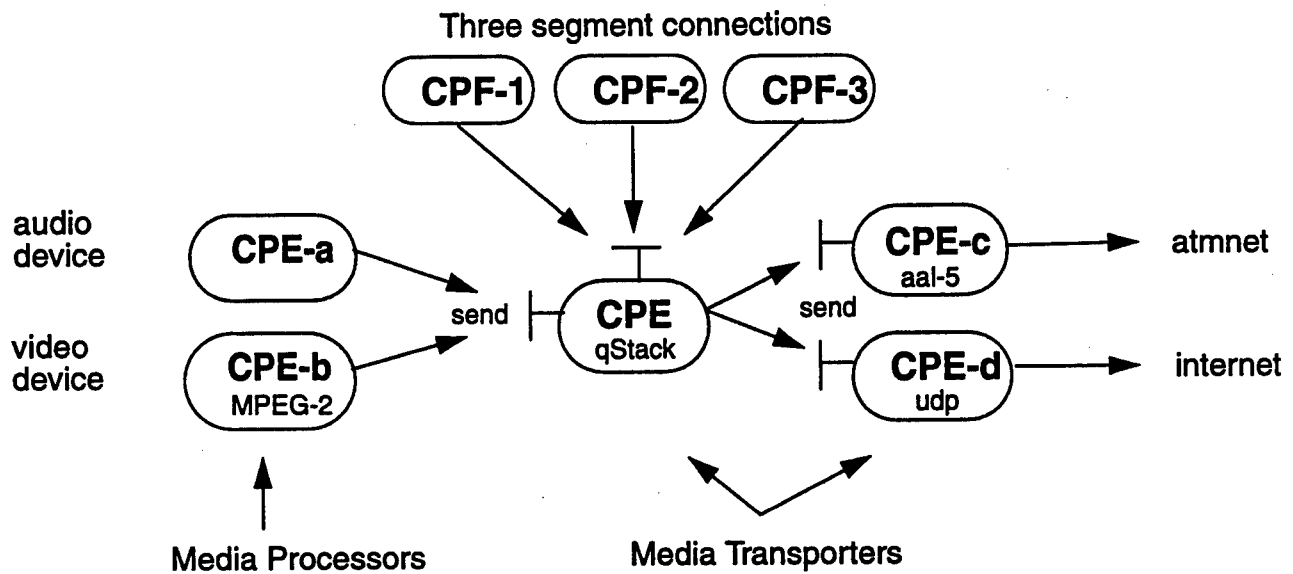 Three segment connections
CPF-1
CPF-2
CPF-3
audio
device
CPE-a
video
device
CPE-b
MPEG-2
send
CPE
qStack
send
CPE-c
aal-5
atmnet
CPE-d
udp
internet
Media Processors
Media Transporters